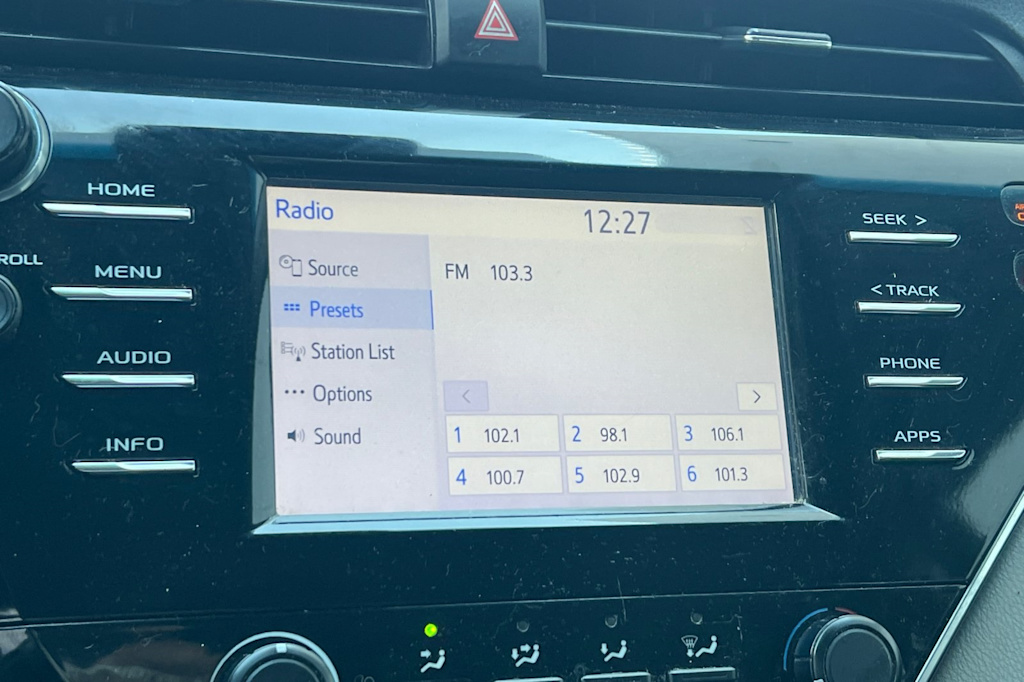 HOME
MENU
AUDIO
INFO
ROLL
Radio
12:27
Source
Presets
Station List
Options
Sound
FM 103.3
< >
1 102.1 2 98.1 3 106.1
4 100.7 5 102.9 6 101.3
SEEK >
< TRACK
PHONE
APPS